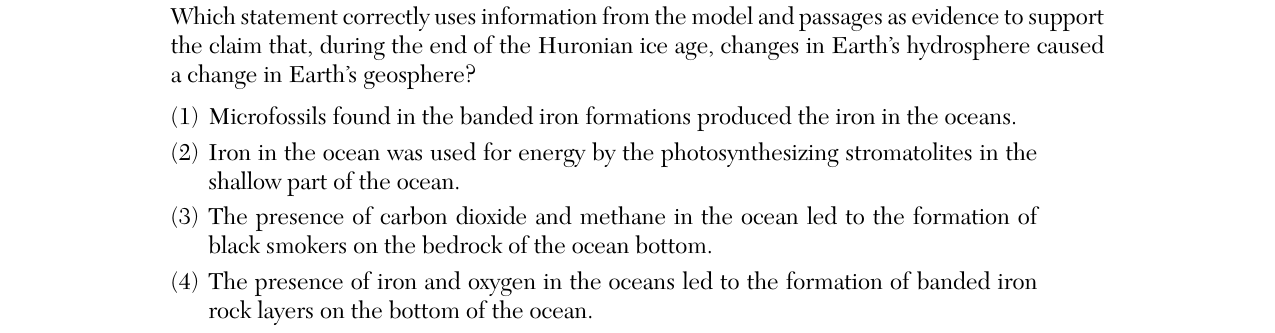 Which statement correctly uses information from the model and passages as evidence to support
the claim that, during the end of the Huronian ice age, changes in Earth’s hydrosphere caused
a change in Earth’s geosphere?
(1) Microfossils found in the banded iron formations produced the iron in the oceans.
(2) Iron in the ocean was used for energy by the photosynthesizing stromatolites in the
shallow part of the ocean.
(3) The presence of carbon dioxide and methane in the ocean led to the formation of
black smokers on the bedrock of the ocean bottom.
(4) The presence of iron and oxygen in the oceans led to the formation of banded iron
rock layers on the bottom of the ocean.